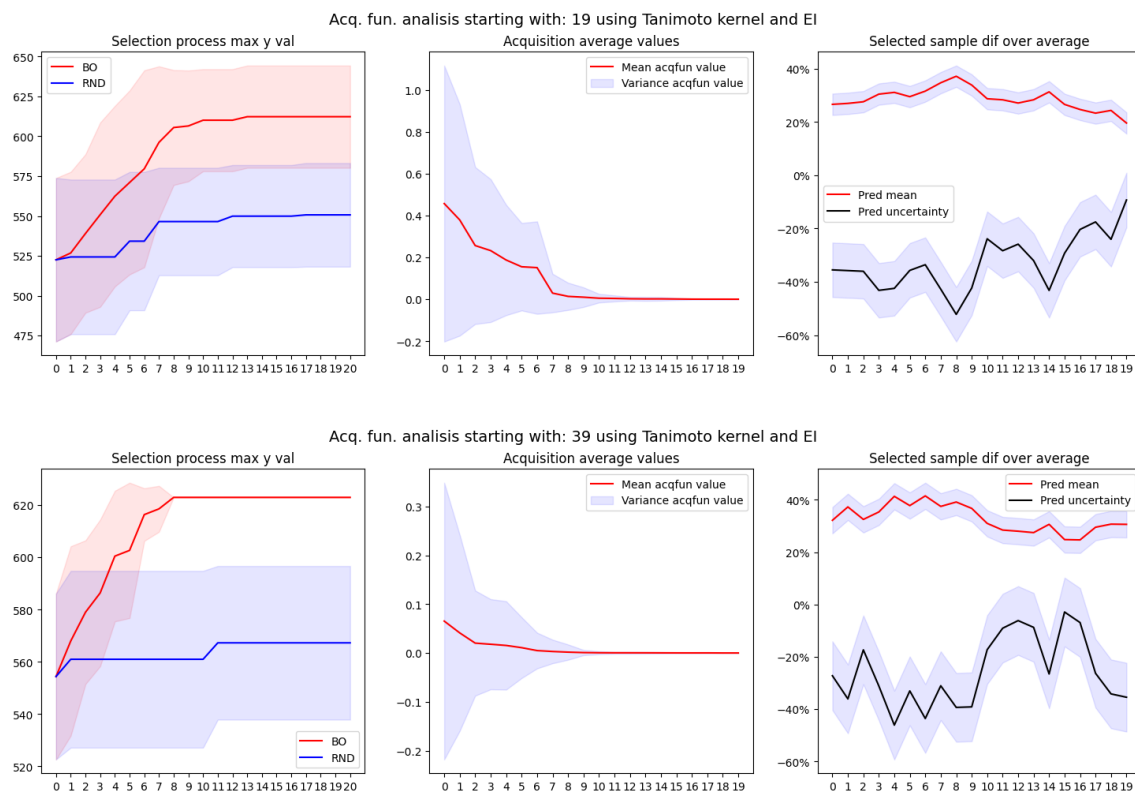 Acq. fun. analisis starting with: 19 using Tanimoto kernel and EI
Selection process max y val
650
625
600
575
550
525
500
475
BO
RND
0 1 2 3 4 5 6 7 8 9 10 11 12 13 14 15 16 17 18 19 20
Acquisition average values
1.0
0.8
0.6
0.4
0.2
0.0
−0.2
Mean acqfun value
Variance acqfun value
0 1 2 3 4 5 6 7 8 9 10 11 12 13 14 15 16 17 18 19
Selected sample dif over average
40%
20%
0%
−20%
−40%
−60%
Pred mean
Pred uncertainty
0 1 2 3 4 5 6 7 8 9 10 11 12 13 14 15 16 17 18 19
Acq. fun. analisis starting with: 39 using Tanimoto kernel and EI
Selection process max y val
620
600
580
560
540
520
BO
RND
0 1 2 3 4 5 6 7 8 9 10 11 12 13 14 15 16 17 18 19 20
Acquisition average values
0.3
0.2
0.1
0.0
−0.1
−0.2
Mean acqfun value
Variance acqfun value
0 1 2 3 4 5 6 7 8 9 10 11 12 13 14 15 16 17 18 19
Selected sample dif over average
40%
20%
0%
−20%
−40%
−60%
Pred mean
Pred uncertainty
0 1 2 3 4 5 6 7 8 9 10 11 12 13 14 15 16 17 18 19